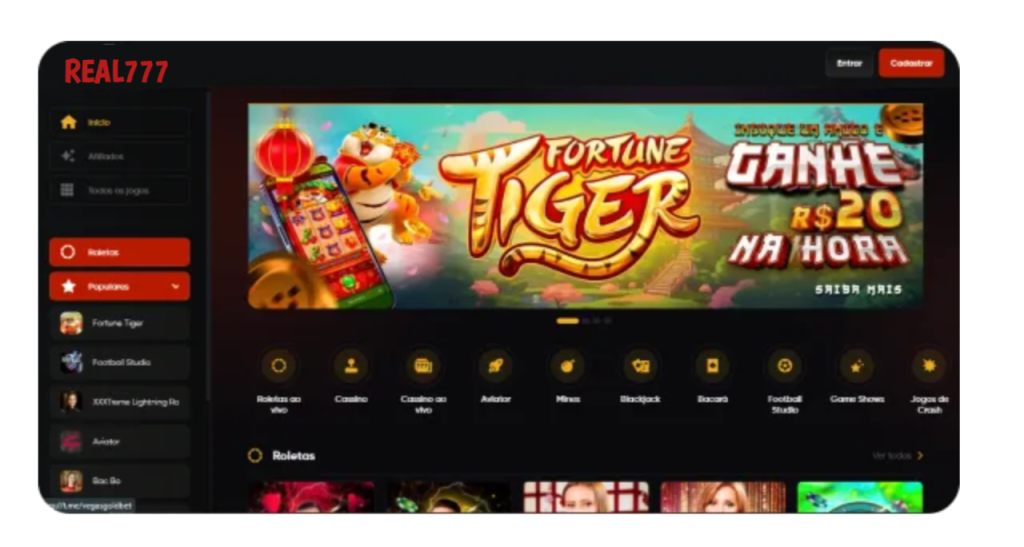 REAL777
Entrar
Cadastrar
Início
Afiliados
Todos os jogos
Roletas
Populares
Fortune Tiger
Football Studio
XXXTreme Lightning Ro
Aviator
Bac Bo
t.me/vegasgoldbet
FORTUNE
TIGER
INDIQUE UM AMIGO E
GANHE
R$20
NA HORA
SAIBA MAIS
Roletas ao
vivo
Cassino
Cassino ao
vivo
Aviator
Mines
Blackjack
Bacará
Football
Studio
Game Shows
Jogos de
Crash
Roletas
Ver todos